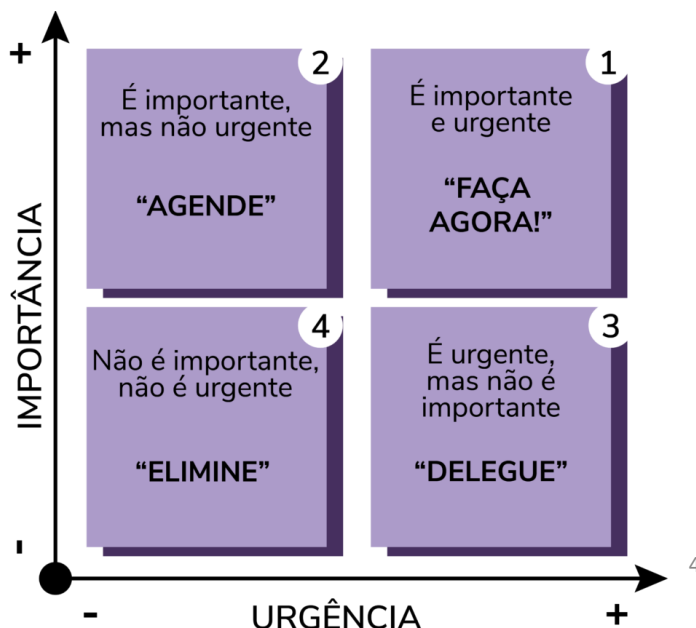 +
2
É importante,
mas não urgente
“AGENDE”
1
É importante
e urgente
“FAÇA
AGORA!”
IMPORTÂNCIA
4
Não é importante,
não é urgente
“ELIMINE”
3
É urgente,
mas não é
importante
“DELEGUE”
-
4
- URGÊNCIA +